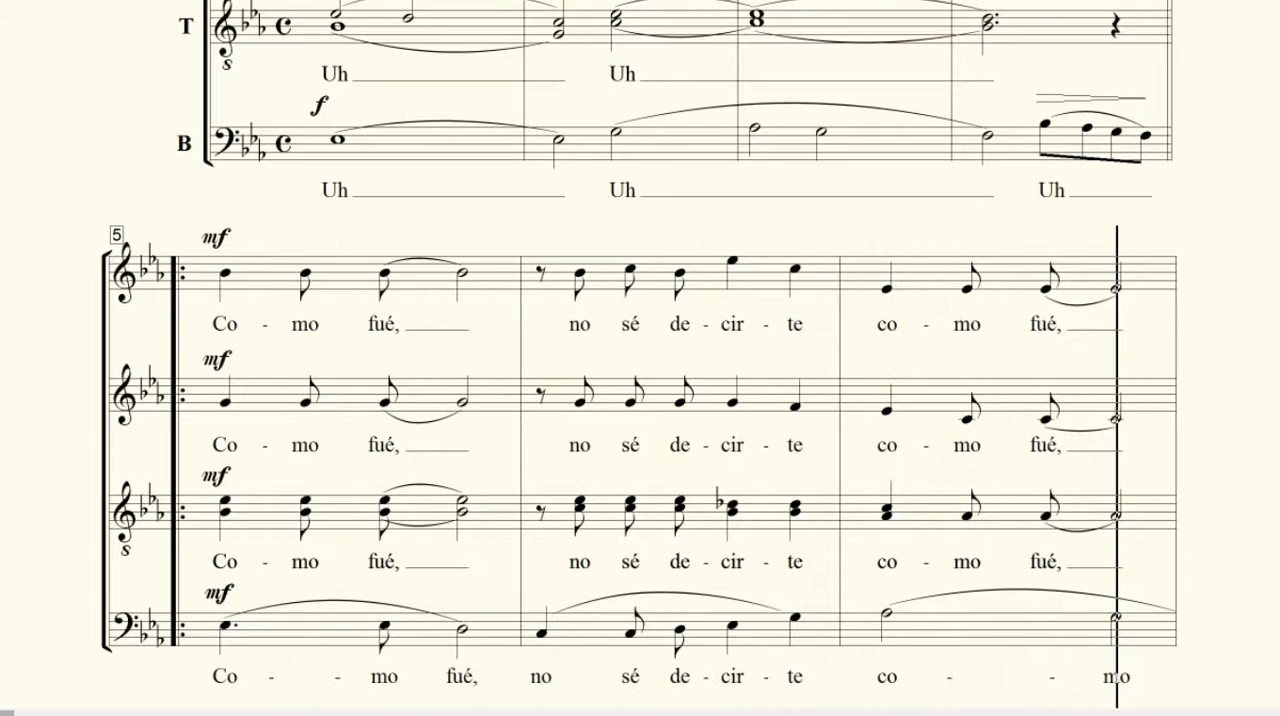 T
8
Uh Uh
f
B
Uh Uh Uh
5
mf
Co - mo fué, no sé de - cir - te co - mo fué,
mf
Co - mo fué, no sé de - cir - te co - mo fué,
mf
8
Co - mo fué, no sé de - cir - te co - mo fué,
mf
Co - - mo fué, no sé de - cir - te co - - mo